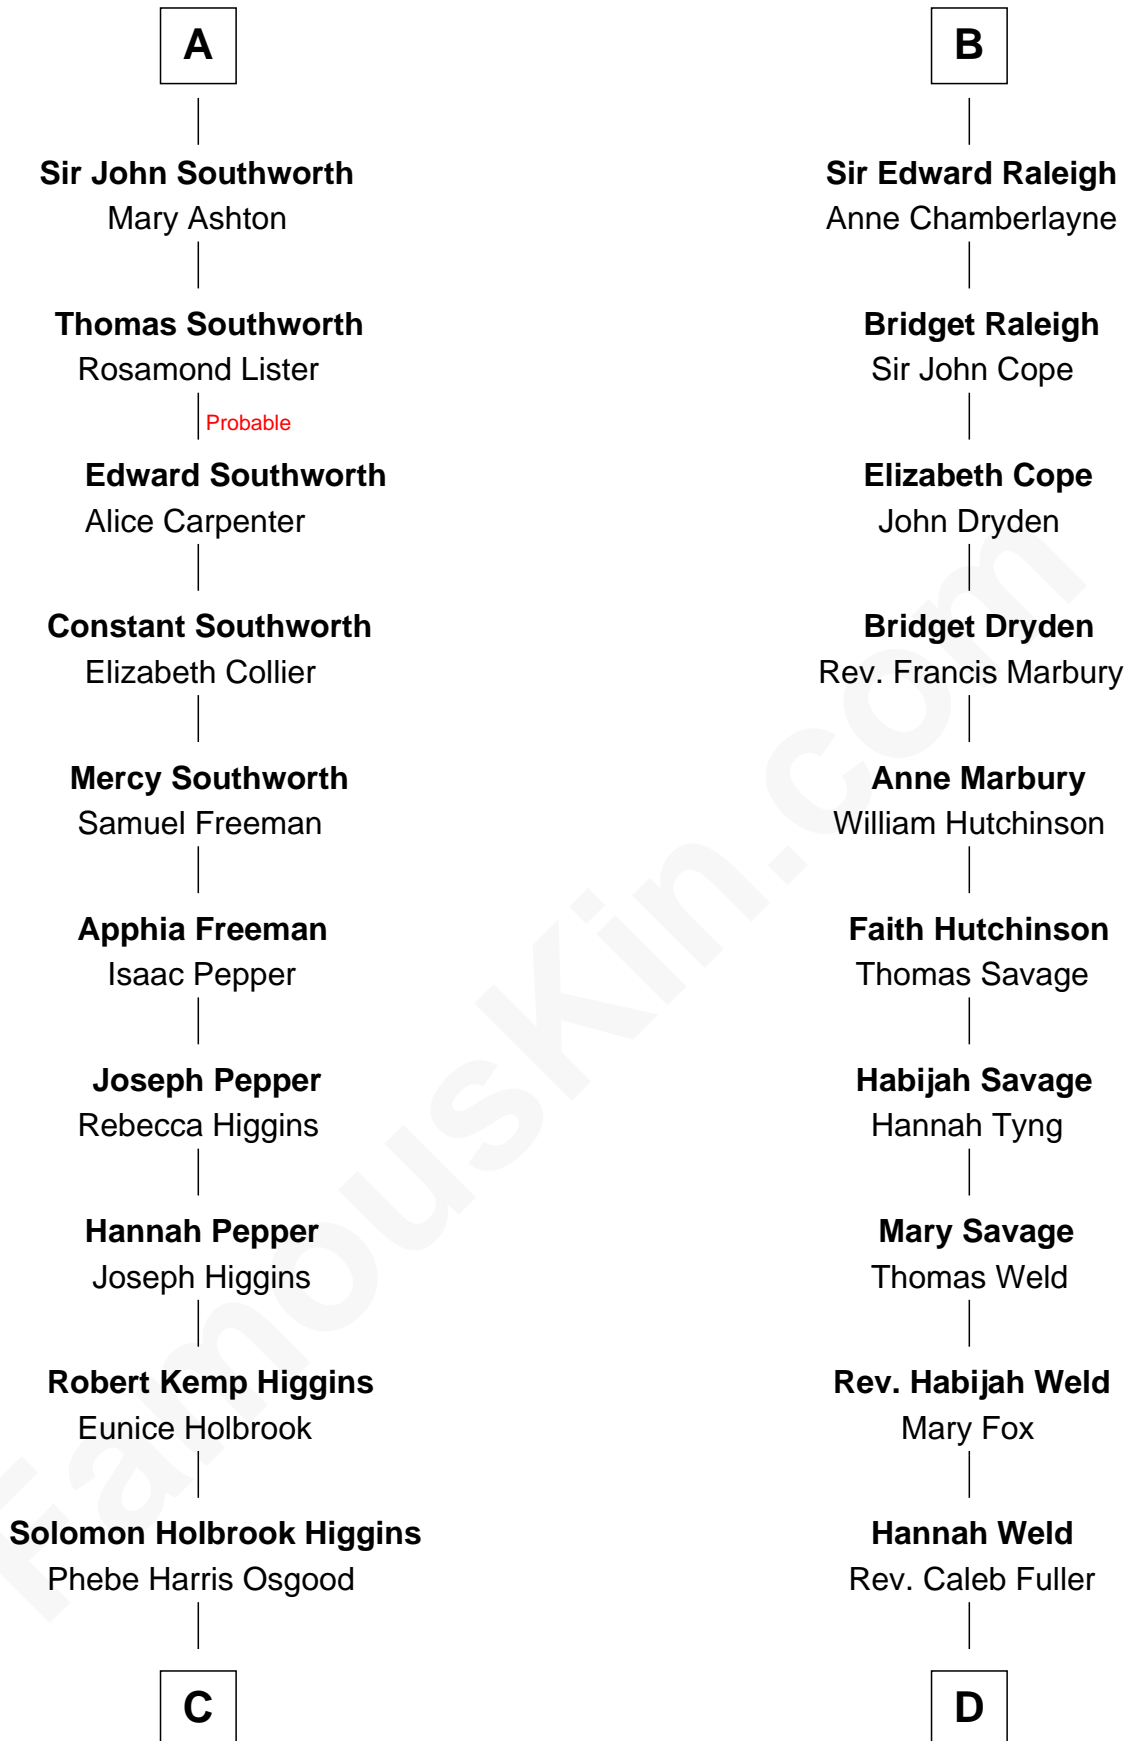 A
Sir John Southworth
Mary Ashton
Thomas Southworth
Rosamond Lister
Probable
Edward Southworth
Alice Carpenter
Constant Southworth
Elizabeth Collier
Mercy Southworth
Samuel Freeman
Apphia Freeman
Isaac Pepper
Joseph Pepper
Rebecca Higgins
Hannah Pepper
Joseph Higgins
Robert Kemp Higgins
Eunice Holbrook
Solomon Holbrook Higgins
Phebe Harris Osgood
C
B
Sir Edward Raleigh
Anne Chamberlayne
Bridget Raleigh
Sir John Cope
Elizabeth Cope
John Dryden
Bridget Dryden
Rev. Francis Marbury
Anne Marbury
William Hutchinson
Faith Hutchinson
Thomas Savage
Habijah Savage
Hannah Tyng
Mary Savage
Thomas Weld
Rev. Habijah Weld
Mary Fox
Hannah Weld
Rev. Caleb Fuller
D
FamousKin.com